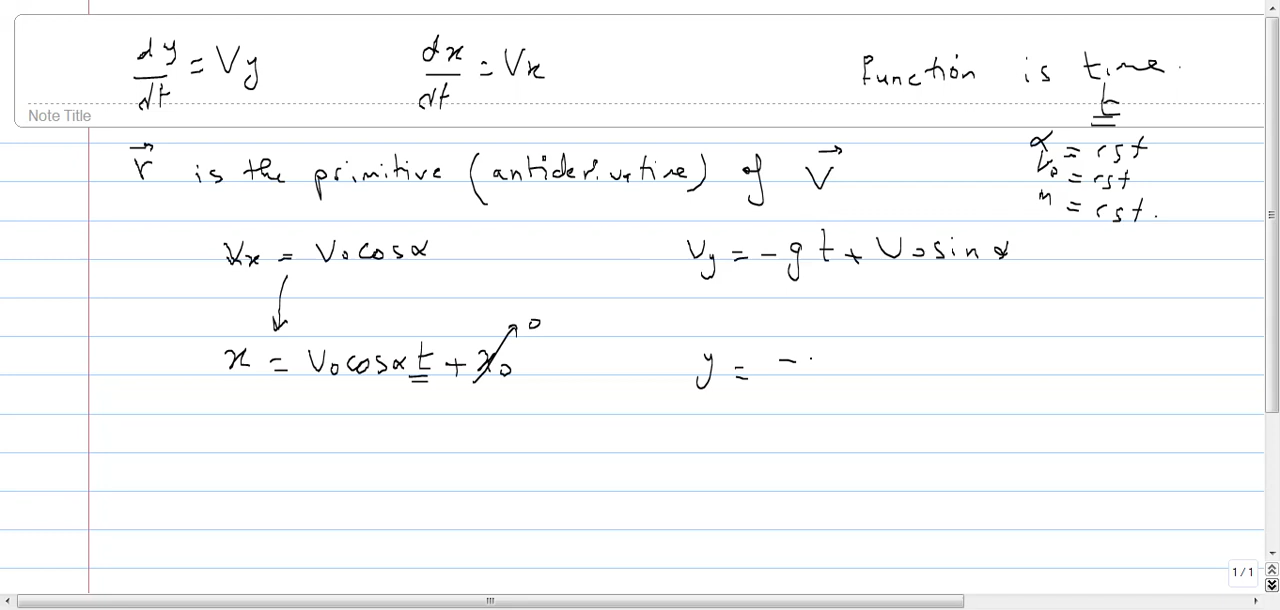 dy/dt = Vy dx/dt = Vx Function is time.
Note Title t
r⃗ is the primitive (antiderivative) of V⃗
α = cst
V₀ = cst
m = cst.
Vx = V₀cosα Vy = -gt + V₀sinα
x = V₀cosα t + x₀ 0 y = -
1/1